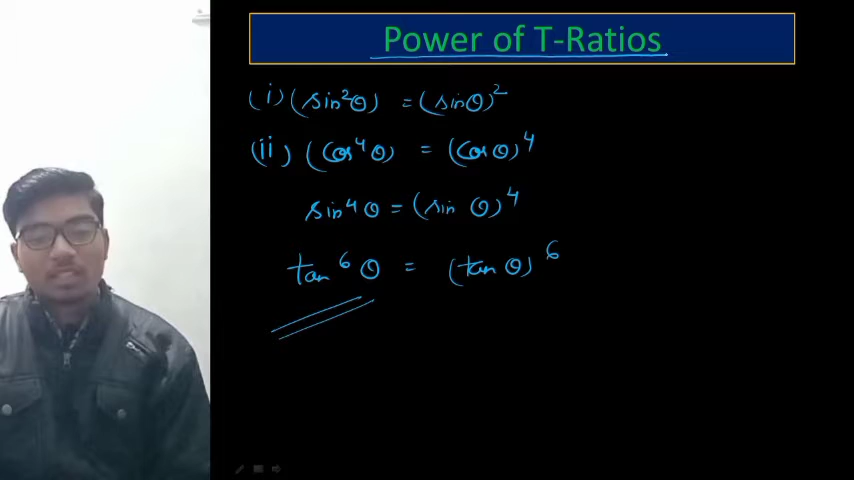 Power of T-Ratios
(i) (sin²θ) = (sinθ)²
(ii) (cos⁴θ) = (cosθ)⁴
sin⁴θ = (sin θ)⁴
tan⁶θ = (tan θ)⁶